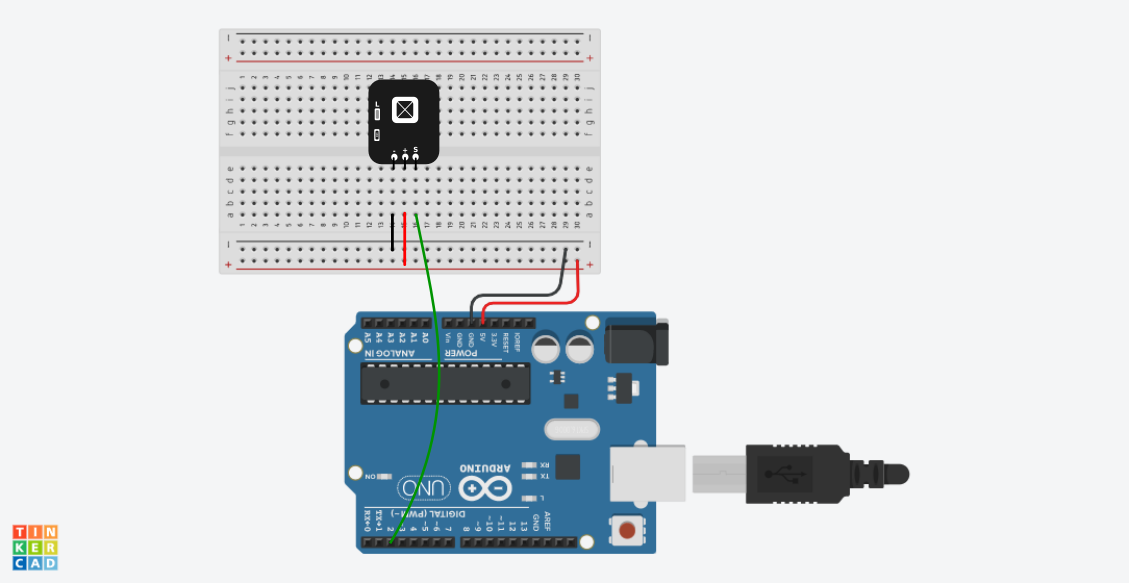 1 2 3 4 5 6 7 8 9 10 11 12 13 14 15 16 17 18 19 20 21 22 23 24 25 26 27 28 29 30
j j
i i
h h
g g
f f
L
- + S
e e
d d
c c
b b
a a
1 2 3 4 5 6 7 8 9 10 11 12 13 14 15 16 17 18 19 20 21 22 23 24 25 26 27 28 29 30
A5 A4 A3 A2 A1 A0
Vin GND GND 5V 3.3V RESET IOREF
ANALOG IN
POWER
ARDUINO
UNO
RX
TX
L
ON
DIGITAL (PWM~)
RX←0 TX→1 2 ~3 4 ~5 ~6 7
8 ~9 ~10 ~11 12 13 GND AREF
TIN
KER
CAD